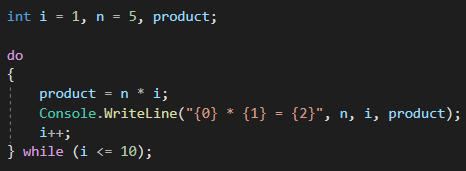 int i = 1, n = 5, product;
do
{
product = n * i;
Console.WriteLine("{0} * {1} = {2}", n, i, product);
i++;
} while (i <= 10);